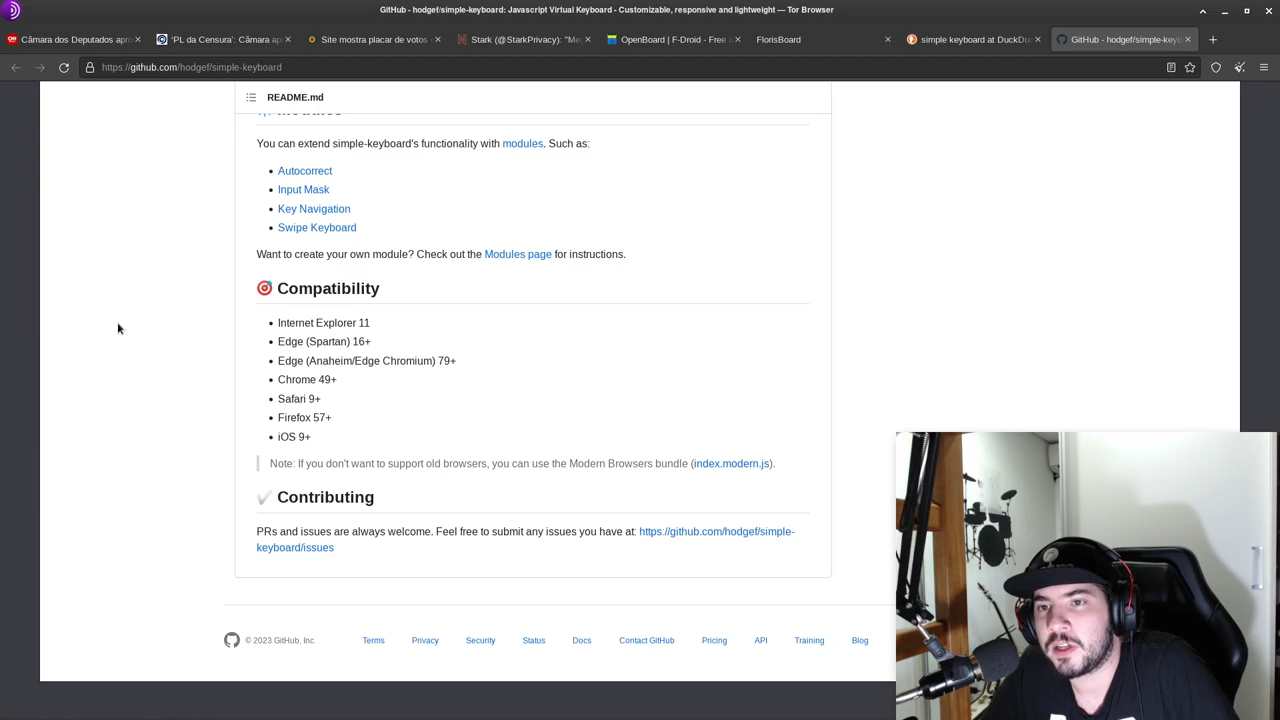 GitHub - hodgef/simple-keyboard: Javascript Virtual Keyboard - Customizable, responsive and lightweight — Tor Browser
Câmara dos Deputados apro
'PL da Censura': Câmara ap
Site mostra placar de votos
Stark (@StarkPrivacy): "Me
OpenBoard | F-Droid - Free
FlorisBoard
simple keyboard at DuckDu
GitHub - hodgef/simple-key
https://github.com/hodgef/simple-keyboard
README.md
You can extend simple-keyboard's functionality with modules. Such as:
• Autocorrect
• Input Mask
• Key Navigation
• Swipe Keyboard
Want to create your own module? Check out the Modules page for instructions.
Compatibility
• Internet Explorer 11
• Edge (Spartan) 16+
• Edge (Anaheim/Edge Chromium) 79+
• Chrome 49+
• Safari 9+
• Firefox 57+
• iOS 9+
Note: If you don't want to support old browsers, you can use the Modern Browsers bundle (index.modern.js).
Contributing
PRs and issues are always welcome. Feel free to submit any issues you have at: https://github.com/hodgef/simple-
keyboard/issues
© 2023 GitHub, Inc.
Terms
Privacy
Security
Status
Docs
Contact GitHub
Pricing
API
Training
Blog